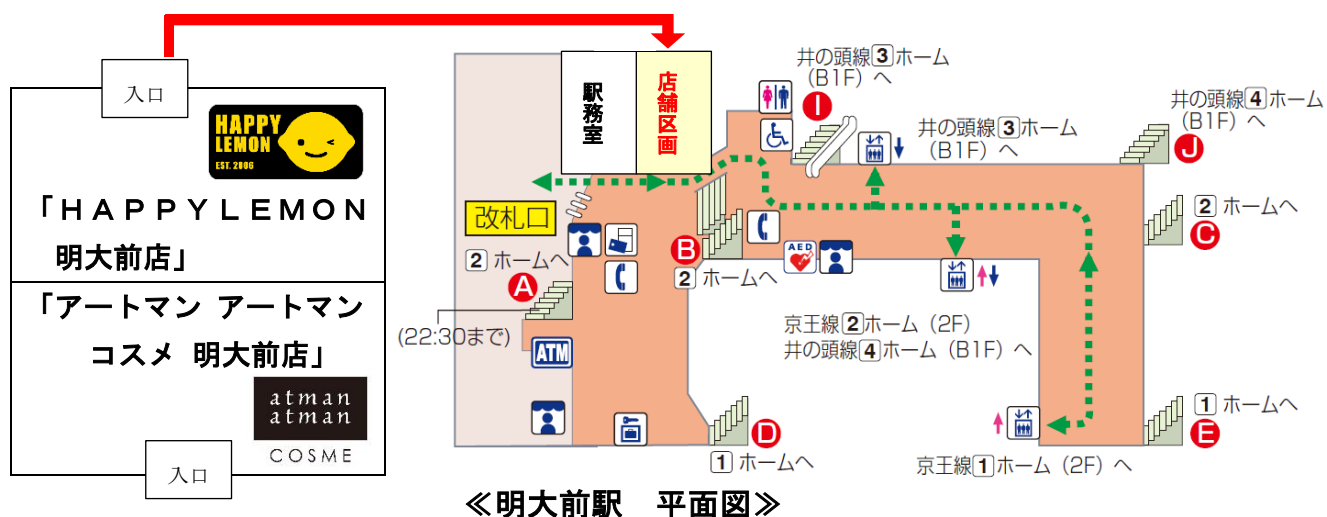 入口
HAPPY
LEMON
EST. 2006
「ＨＡＰＰＹＬＥＭＯＮ
明大前店」
「アートマン アートマン
コスメ 明大前店」
atman
atman
COSME
入口
駅務室
店舗区画
改札口
2 ホームへ
A
(22:30まで)
ATM
B
2 ホームへ
AED
井の頭線3ホーム
(B1F) へ
I
井の頭線3ホーム
(B1F) へ
井の頭線4ホーム
(B1F) へ
J
2 ホームへ
C
京王線2ホーム (2F)
井の頭線4ホーム (B1F) へ
D
1 ホームへ
1 ホームへ
E
京王線1ホーム (2F) へ
≪明大前駅　平面図≫